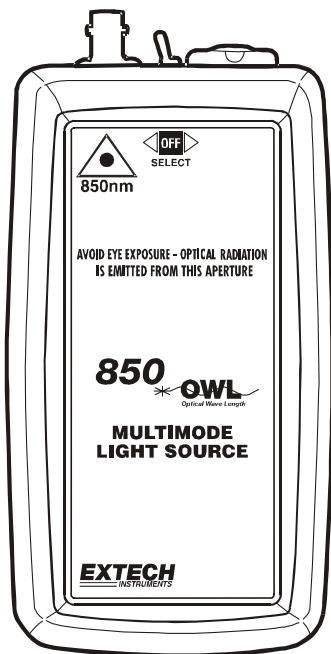 OFF
SELECT
850nm
AVOID EYE EXPOSURE - OPTICAL RADIATION
IS EMITTED FROM THIS APERTURE
850 OWL
Optical Wave Length
MULTIMODE
LIGHT SOURCE
EXTECH
INSTRUMENTS